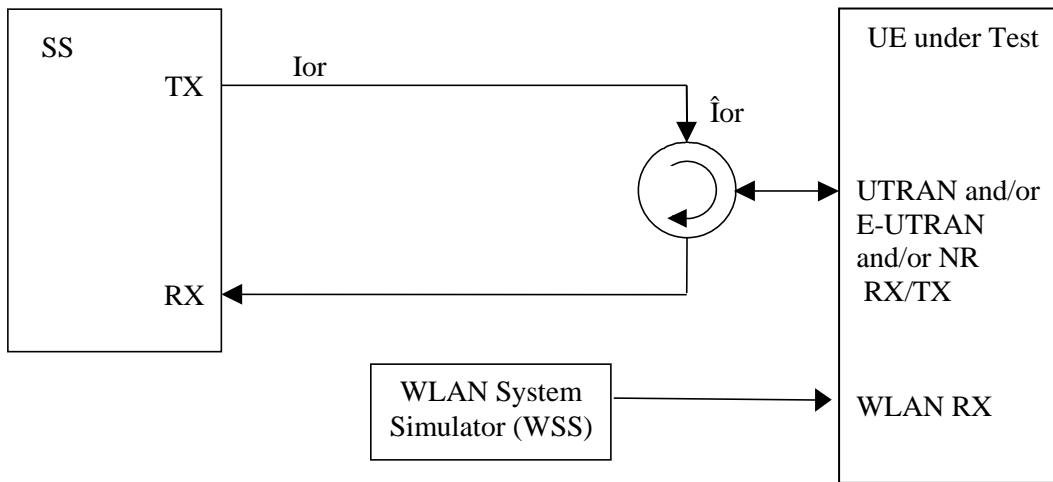 SS
TX
Ior
Îor
RX
UE under Test
UTRAN and/or
E-UTRAN
and/or NR
RX/TX
WLAN System
Simulator (WSS)
WLAN RX